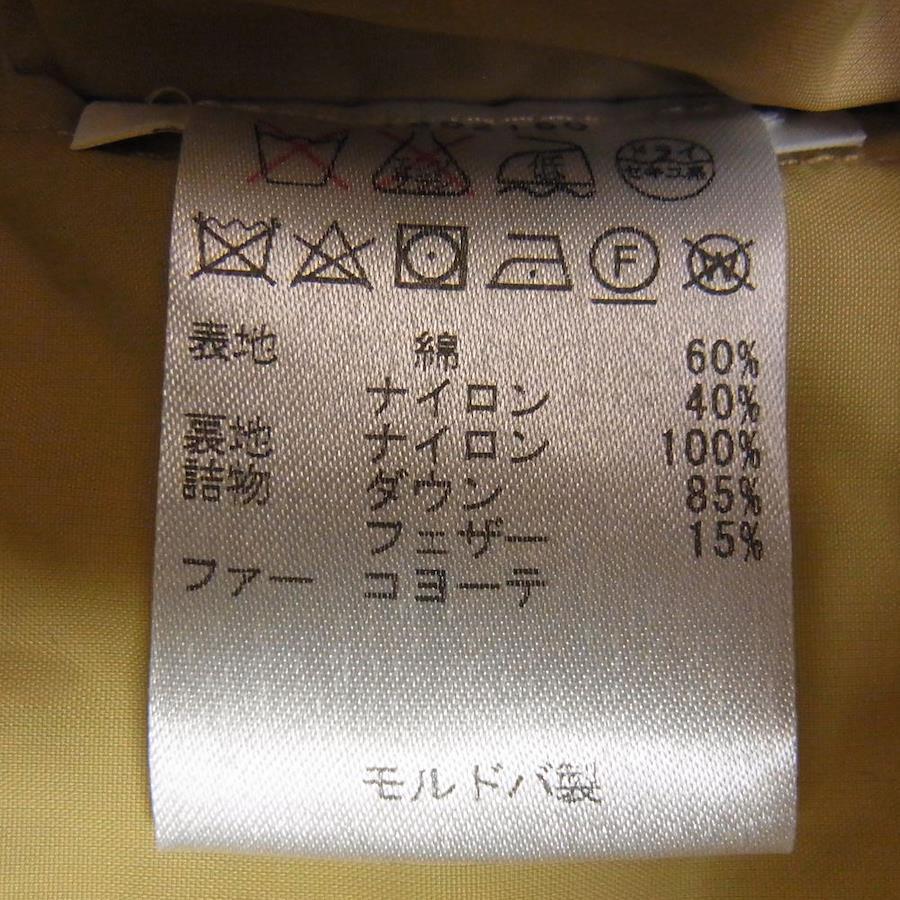 低
ドライ
セキユ系
F
W
表地 綿 60%
ナイロン 40%
裏地 ナイロン 100%
詰物 ダウン 85%
フェザー 15%
ファー コヨーテ
モルドバ製